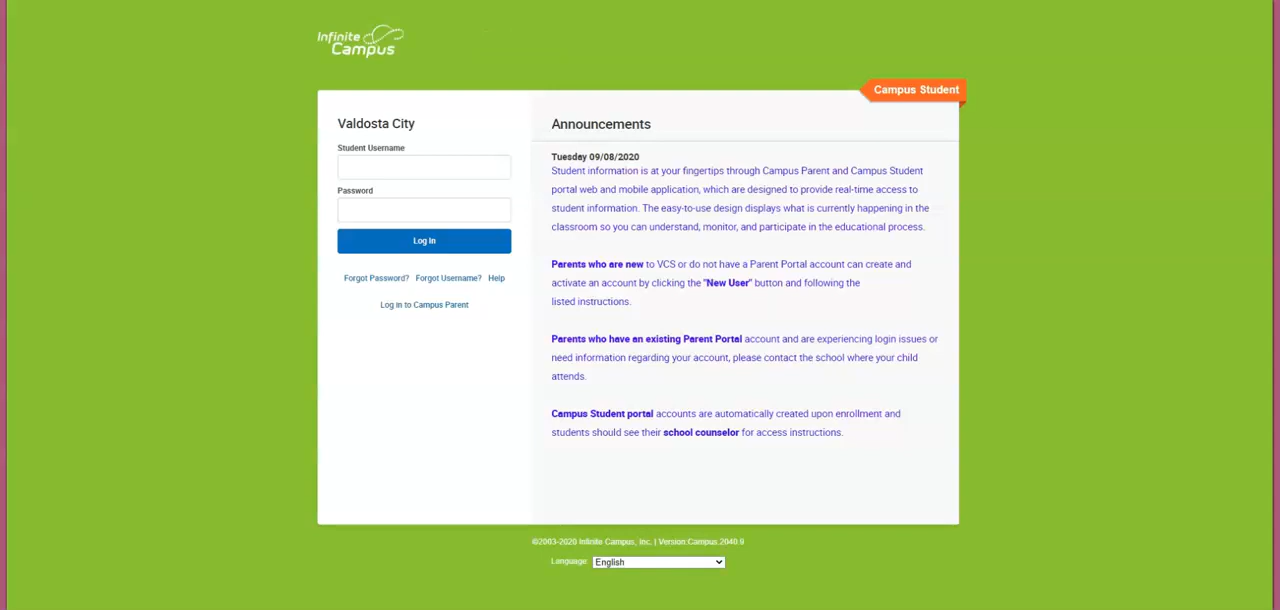 Infinite
Campus
Campus Student
Valdosta City
Student Username
Password
Log In
Forgot Password? Forgot Username? Help
Log in to Campus Parent
Announcements
Tuesday 09/08/2020
Student information is at your fingertips through Campus Parent and Campus Student
portal web and mobile application, which are designed to provide real-time access to
student information. The easy-to-use design displays what is currently happening in the
classroom so you can understand, monitor, and participate in the educational process.
Parents who are new to VCS or do not have a Parent Portal account can create and
activate an account by clicking the "New User" button and following the
listed instructions.
Parents who have an existing Parent Portal account and are experiencing login issues or
need information regarding your account, please contact the school where your child
attends.
Campus Student portal accounts are automatically created upon enrollment and
students should see their school counselor for access instructions.
©2003-2020 Infinite Campus, Inc. | Version:Campus.2040.9
Language: English